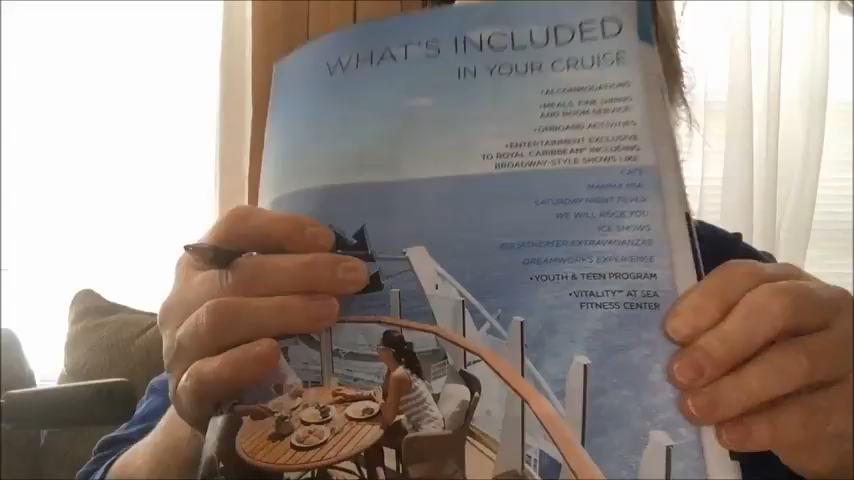 WHAT'S INCLUDED
IN YOUR CRUISE
•ACCOMMODATIONS
•MEALS, FINE DINING
AND ROOM SERVICE
•ONBOARD ACTIVITIES
•ENTERTAINMENT EXCLUSIVE
TO ROYAL CARIBBEAN® INCLUDING
BROADWAY-STYLE SHOWS LIKE
CATS
MAMMA MIA
SATURDAY NIGHT FEVER
WE WILL ROCK YOU
ICE SHOWS
EXTRAVAGANZAS
DREAMWORKS EXPERIENCE
•YOUTH & TEEN PROGRAM
•VITALITY™ AT SEA
FITNESS CENTER